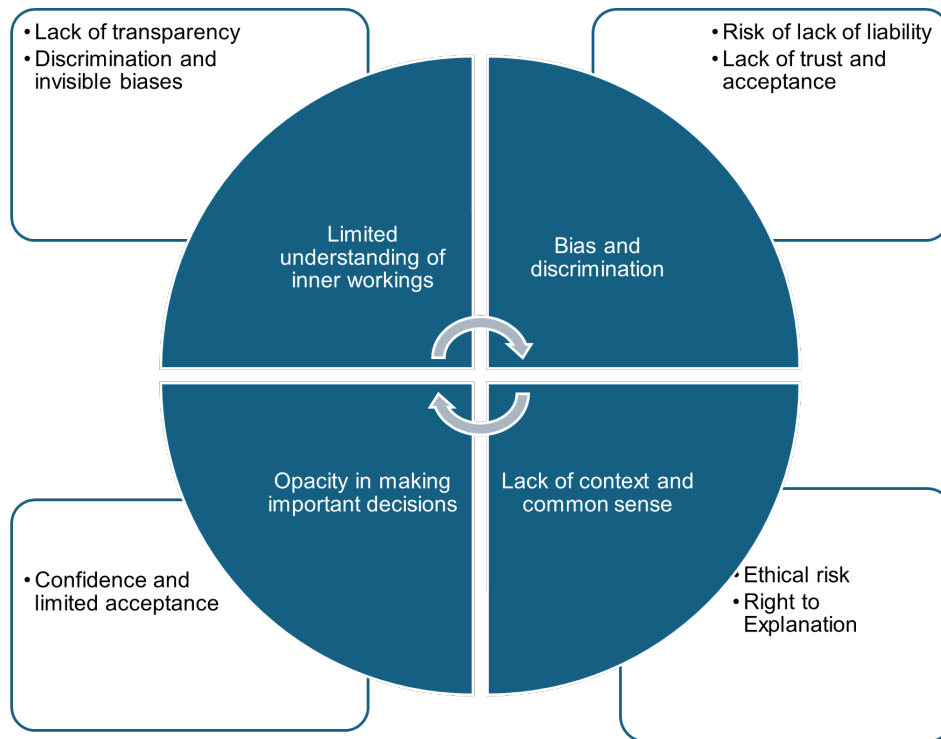 • Lack of transparency
• Discrimination and
invisible biases
• Risk of lack of liability
• Lack of trust and
acceptance
Limited
understanding of
inner workings
Bias and
discrimination
Opacity in making
important decisions
Lack of context and
common sense
• Confidence and
limited acceptance
• Ethical risk
• Right to
Explanation